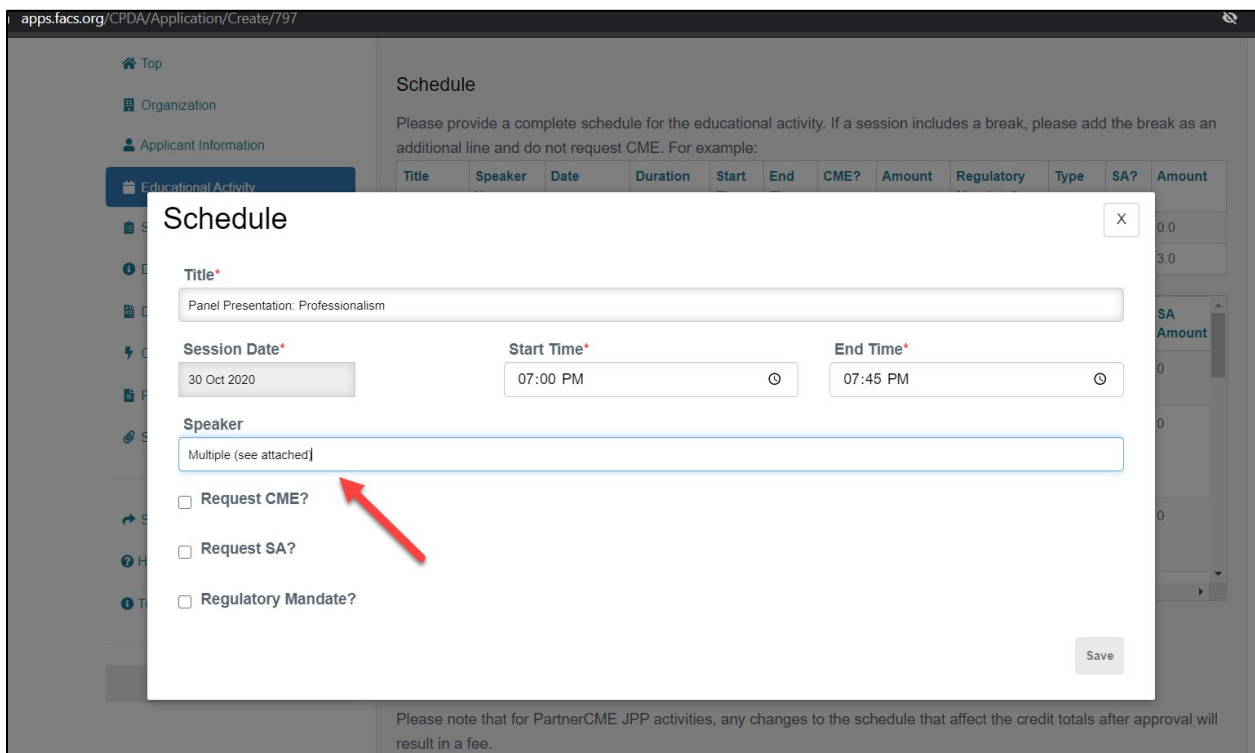 apps.facs.org/CPDA/Application/Create/797
Top
Organization
Applicant Information
Educational Activity
Schedule
Please provide a complete schedule for the educational activity. If a session includes a break, please add the break as an
additional line and do not request CME. For example:
Title Speaker Date Duration Start End CME? Amount Regulatory Type SA? Amount
0.0
3.0
SA
Amount
0
0
0
Schedule
X
Title*
Panel Presentation: Professionalism
Session Date* Start Time* End Time*
30 Oct 2020 07:00 PM 07:45 PM
Speaker
Multiple (see attached)
Request CME?
Request SA?
Regulatory Mandate?
Save
Please note that for PartnerCME JPP activities, any changes to the schedule that affect the credit totals after approval will
result in a fee.